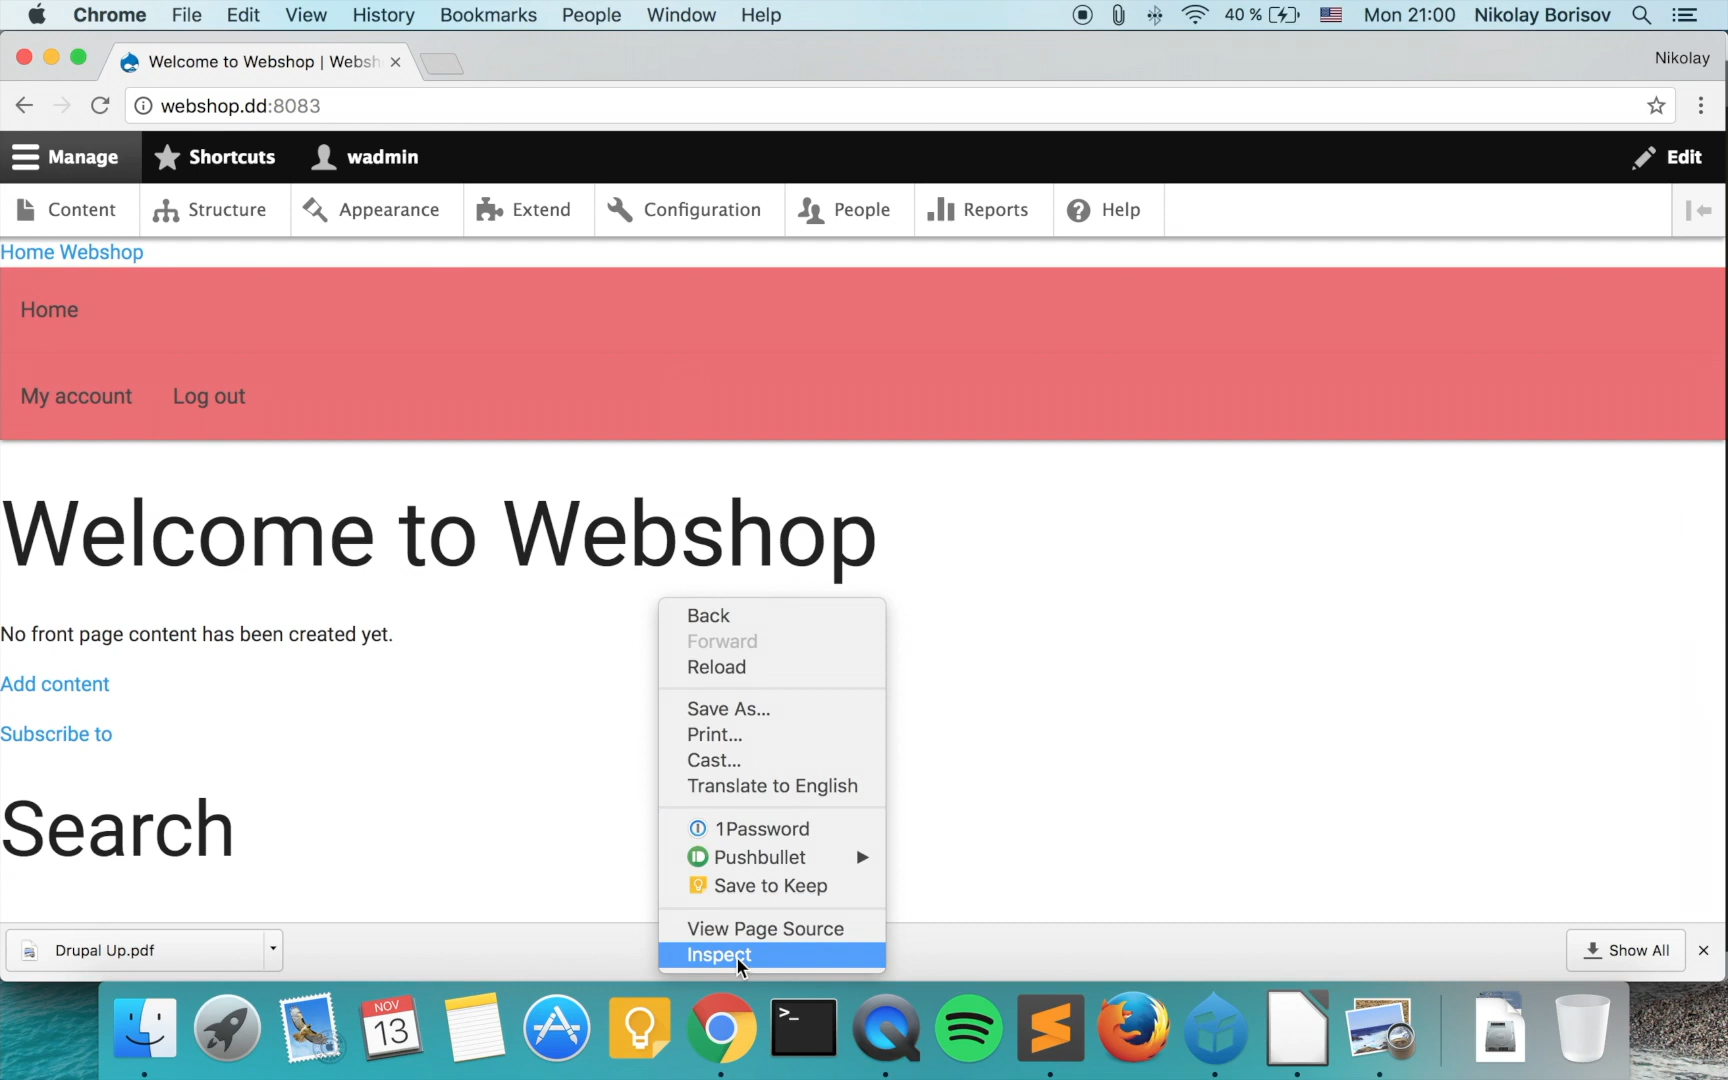 Chrome File Edit View History Bookmarks People Window Help 40 % Mon 21:00 Nikolay Borisov
Welcome to Webshop | Websh Nikolay
webshop.dd:8083
Manage Shortcuts wadmin Edit
Content Structure Appearance Extend Configuration People Reports Help
Home Webshop
Home
My account Log out
Welcome to Webshop
No front page content has been created yet.
Add content
Subscribe to
Search
Back
Forward
Reload
Save As...
Print...
Cast...
Translate to English
1Password
Pushbullet
Save to Keep
View Page Source
Inspect
Drupal Up.pdf Show All
NOV
13